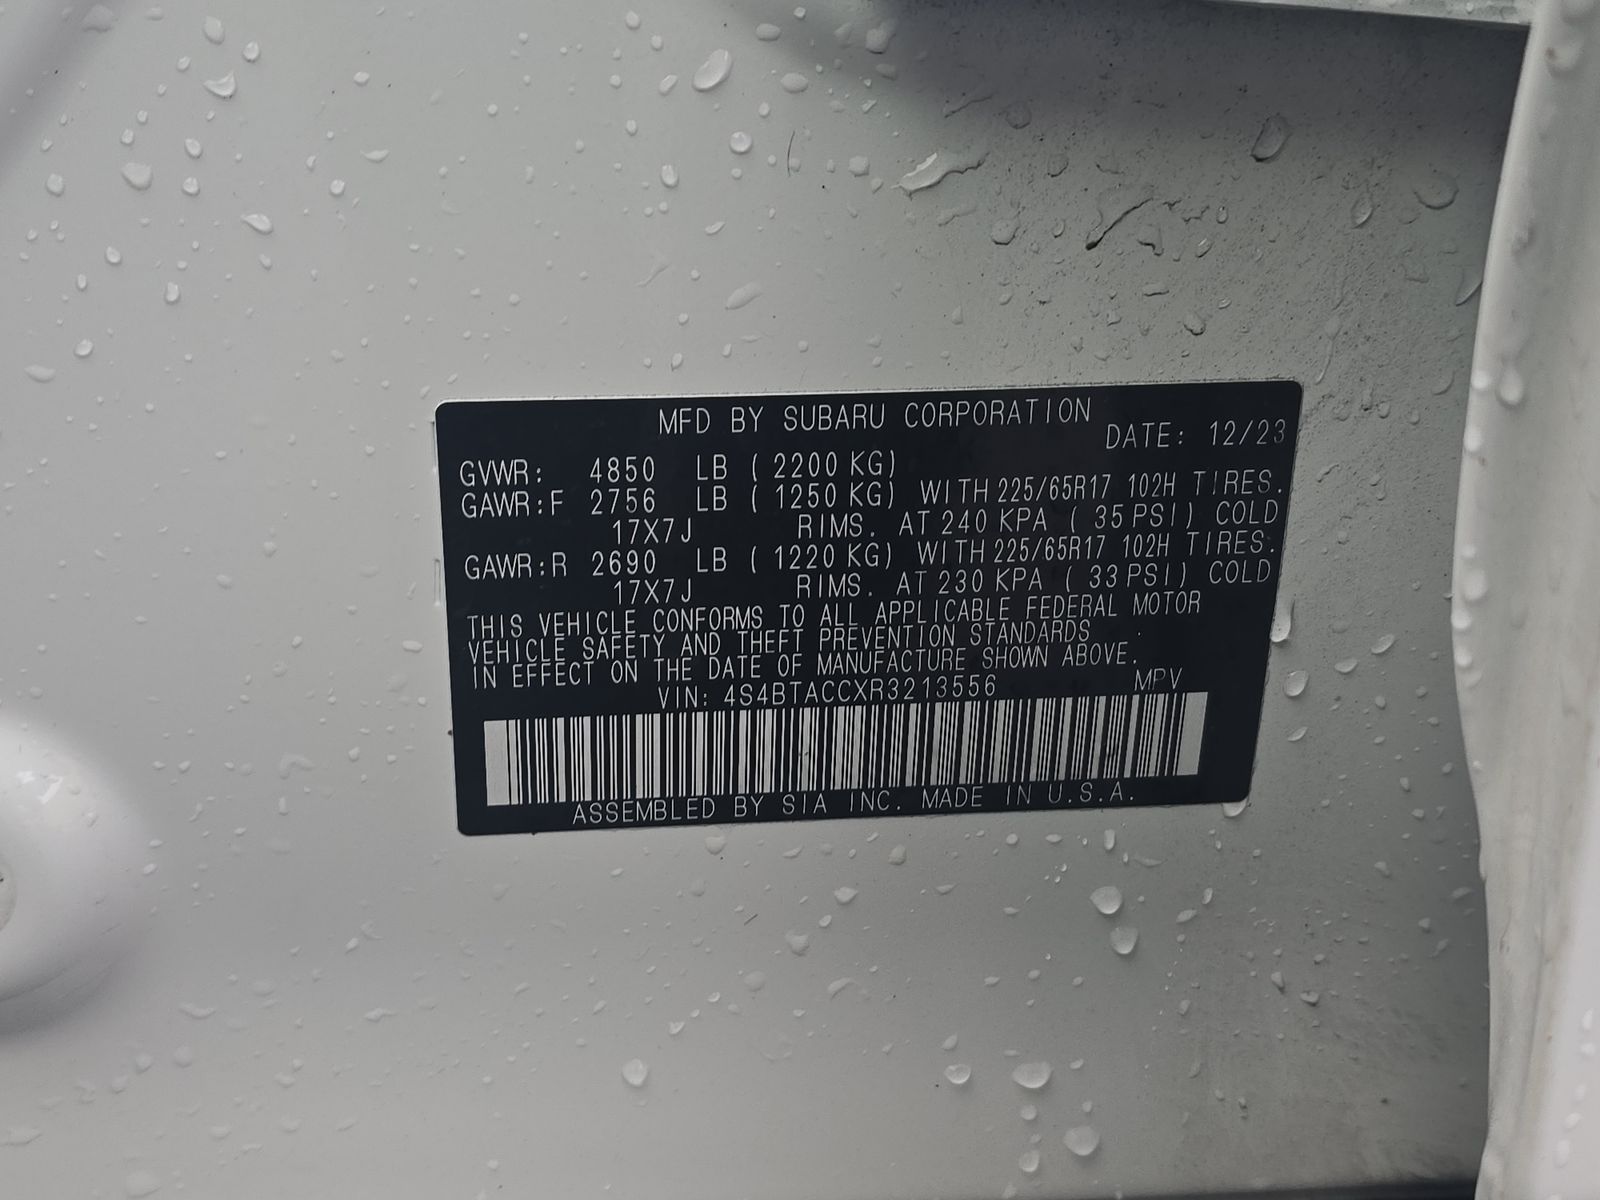 MFD BY SUBARU CORPORATION
DATE: 12/23
GVWR: 4850 LB ( 2200 KG)
GAWR:F 2756 LB ( 1250 KG) WITH 225/65R17 102H TIRES.
17X7J RIMS. AT 240 KPA ( 35 PSI) COLD
GAWR:R 2690 LB ( 1220 KG) WITH 225/65R17 102H TIRES.
17X7J RIMS. AT 230 KPA ( 33 PSI) COLD
THIS VEHICLE CONFORMS TO ALL APPLICABLE FEDERAL MOTOR
VEHICLE SAFETY AND THEFT PREVENTION STANDARDS
IN EFFECT ON THE DATE OF MANUFACTURE SHOWN ABOVE.
VIN: 4S4BTACCXR3213556 MPV
ASSEMBLED BY SIA INC. MADE IN U.S.A.